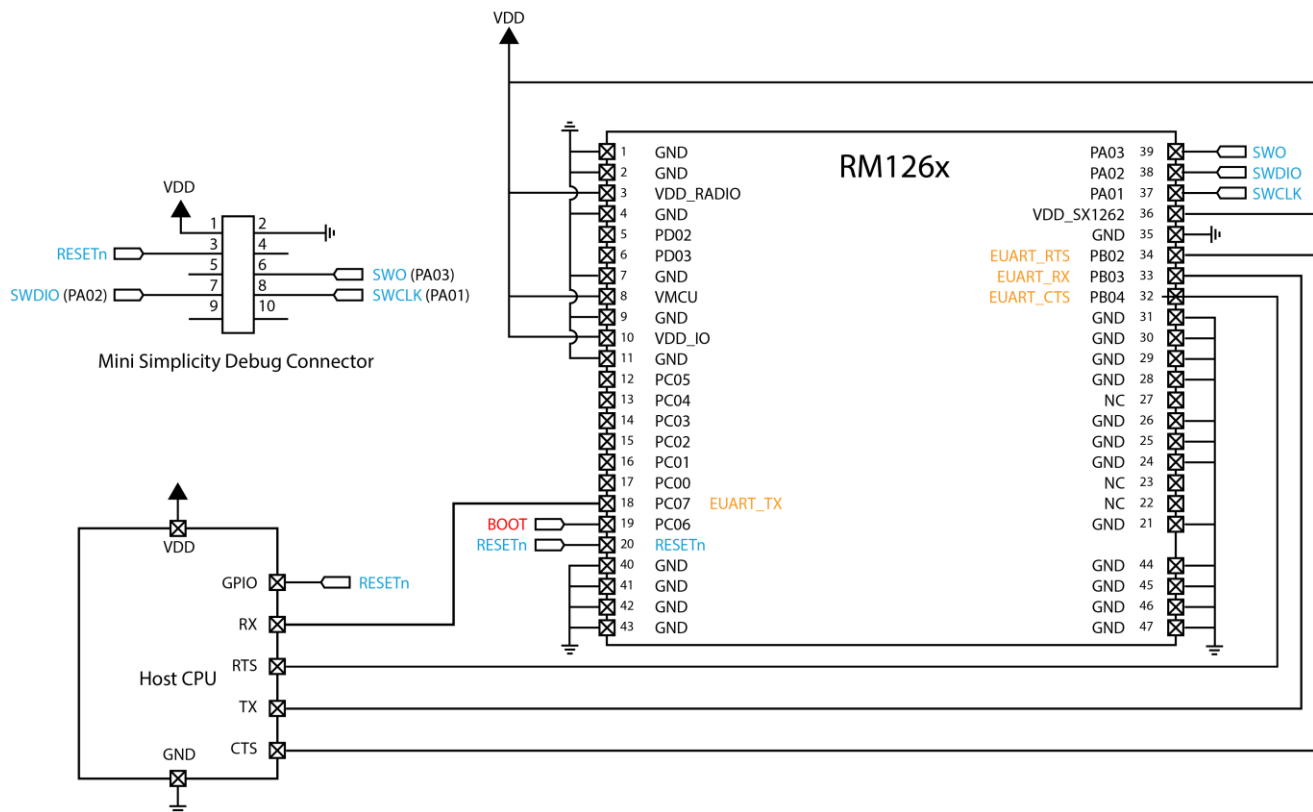 VDD
RM126x
1 GND
2 GND
3 VDD_RADIO
4 GND
5 PD02
6 PD03
7 GND
8 VMCU
9 GND
10 VDD_IO
11 GND
12 PC05
13 PC04
14 PC03
15 PC02
16 PC01
17 PC00
18 PC07 EUART_TX
BOOT 19 PC06
RESETn 20 RESETn
40 GND
41 GND
42 GND
43 GND
PA03 39 SWO
PA02 38 SWDIO
PA01 37 SWCLK
VDD_SX1262 36
GND 35
EUART_RTS PB02 34
EUART_RX PB03 33
EUART_CTS PB04 32
GND 31
GND 30
GND 29
GND 28
NC 27
GND 26
GND 25
GND 24
NC 23
NC 22
GND 21
GND 44
GND 45
GND 46
GND 47
VDD
1 2
RESETn 3 4
5 6 SWO (PA03)
SWDIO (PA02) 7 8 SWCLK (PA01)
9 10
Mini Simplicity Debug Connector
VDD
GPIO RESETn
RX
RTS
Host CPU
TX
CTS
GND